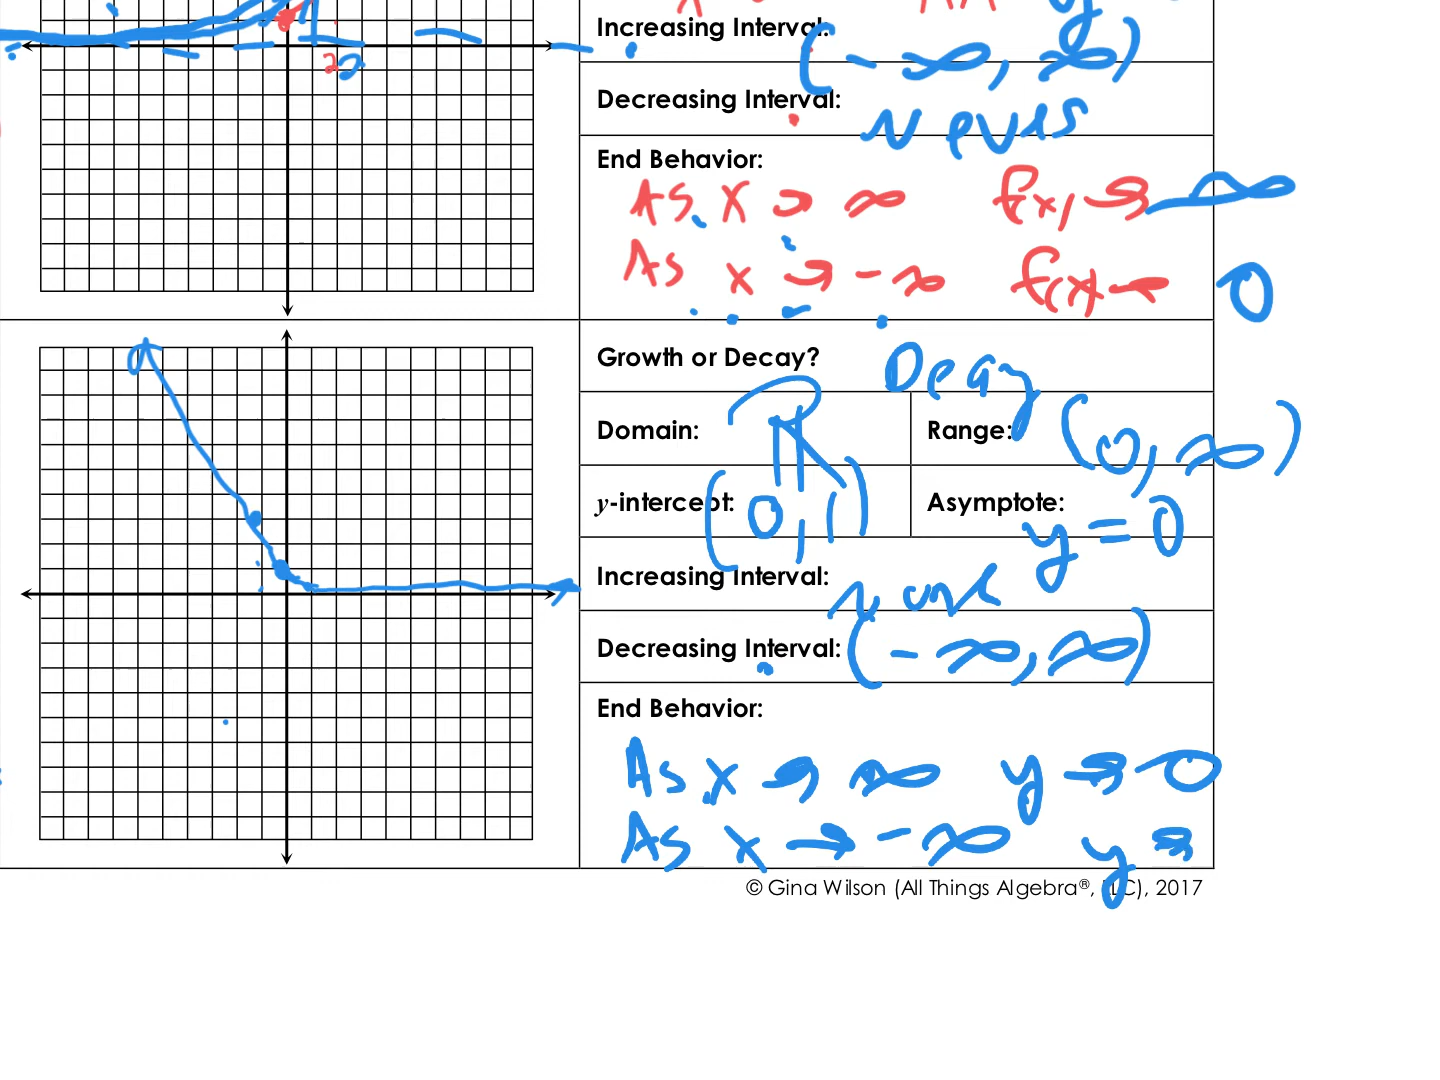 Increasing Interval: (-∞, ∞)
2
Decreasing Interval: Never
End Behavior:
As x → ∞ f(x) → ∞
As x → -∞ f(x) → 0
Growth or Decay? Decay
Domain: ℝ Range: (0, ∞)
y-intercept: (0, 1) Asymptote: y = 0
Increasing Interval: None
Decreasing Interval: (-∞, ∞)
End Behavior:
As x → ∞ y → 0
As x → -∞ y →
© Gina Wilson (All Things Algebra®, LLC), 2017